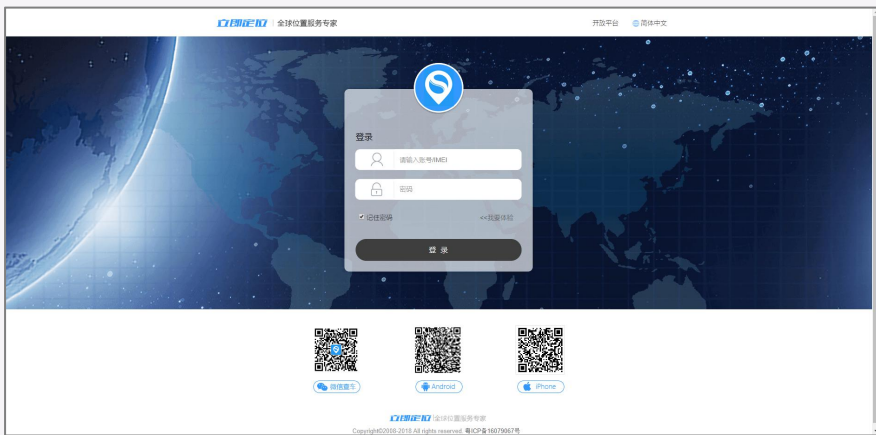 立即定位 全球位置服务专家 开放平台 简体中文
登录
请输入账号/IMEI
密码
记住密码 <<我要体验
登 录
微信查车 Android iPhone
立即定位 全球位置服务专家
Copyright©2008-2018 All rights reserved. 粤ICP备16079867号